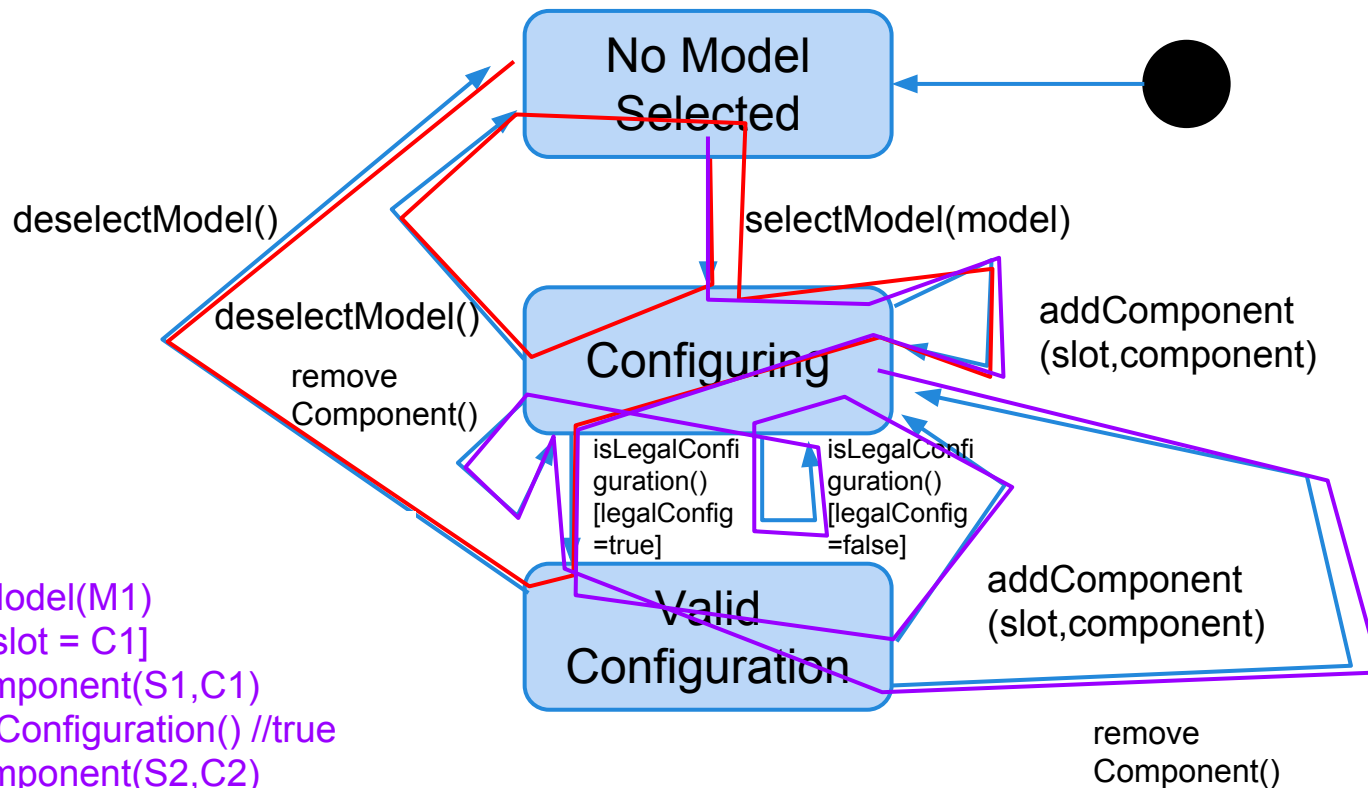 No Model
Selected
deselectModel()
selectModel(model)
deselectModel()
addComponent
(slot,component)
Configuring
remove
Component()
isLegalConfi
guration()
[legalConfig
=true]
isLegalConfi
guration()
[legalConfig
=false]
Valid
Configuration
addComponent
(slot,component)
remove
Component()
Model(M1)
slot = C1]
mponent(S1,C1)
Configuration() //true
mponent(S2,C2)